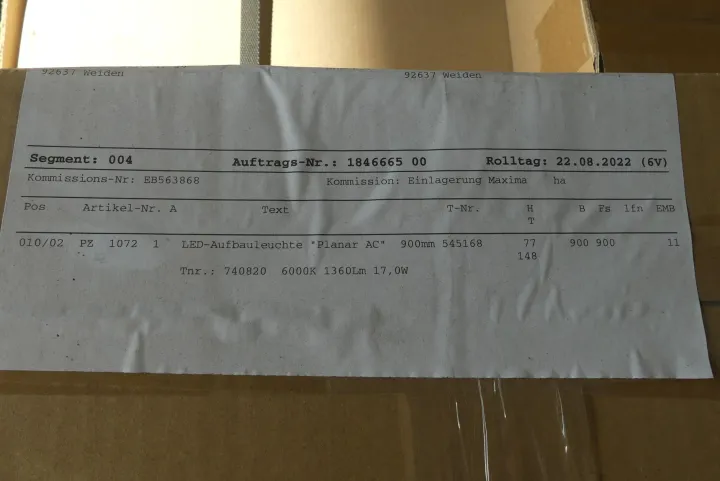 92637 Weiden 92637 Weiden
Segment: 004 Auftrags-Nr.: 1846665 00 Rolltag: 22.08.2022 (6V)
Kommissions-Nr: EB563868 Kommission: Einlagerung Maxima ha
Pos Artikel-Nr. A Text T-Nr. H B Fs lfn EMB
T
010/02 PZ 1072 1 LED-Aufbauleuchte "Planar AC" 900mm 545168 77 900 900 11
148
Tnr.: 740820 6000K 1360Lm 17,0W